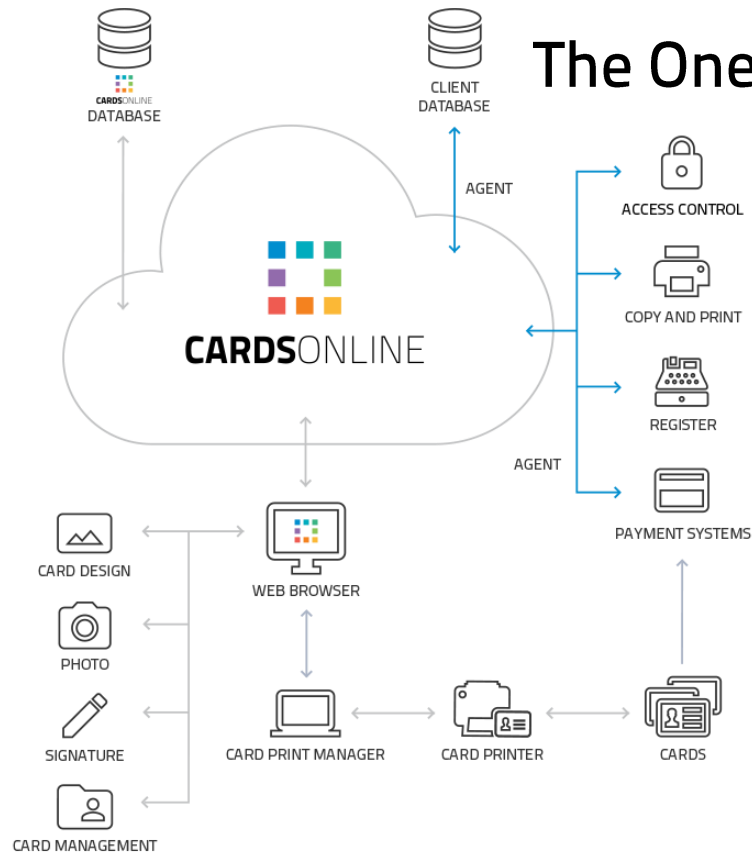 The One
CARDSONLINE
DATABASE
CLIENT
DATABASE
AGENT
ACCESS CONTROL
COPY AND PRINT
CARDSONLINE
REGISTER
AGENT
PAYMENT SYSTEMS
CARD DESIGN
WEB BROWSER
PHOTO
SIGNATURE
CARD PRINT MANAGER
CARD PRINTER
CARDS
CARD MANAGEMENT